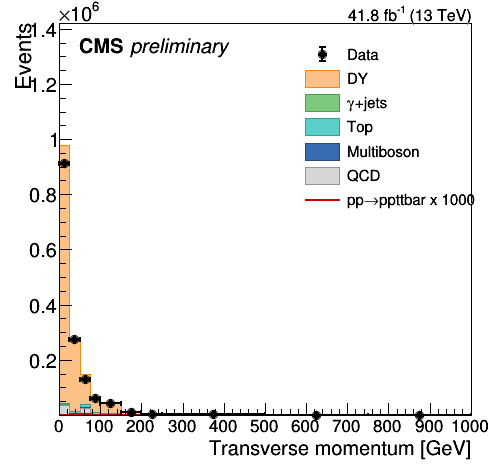 ×10⁶
41.8 fb⁻¹ (13 TeV)
CMS preliminary
Events
Data
DY
γ+jets
Top
Multiboson
QCD
pp→ppttbar x 1000
1.4
1.2
1
0.8
0.6
0.4
0.2
0 100 200 300 400 500 600 700 800 900 1000
Transverse momentum [GeV]